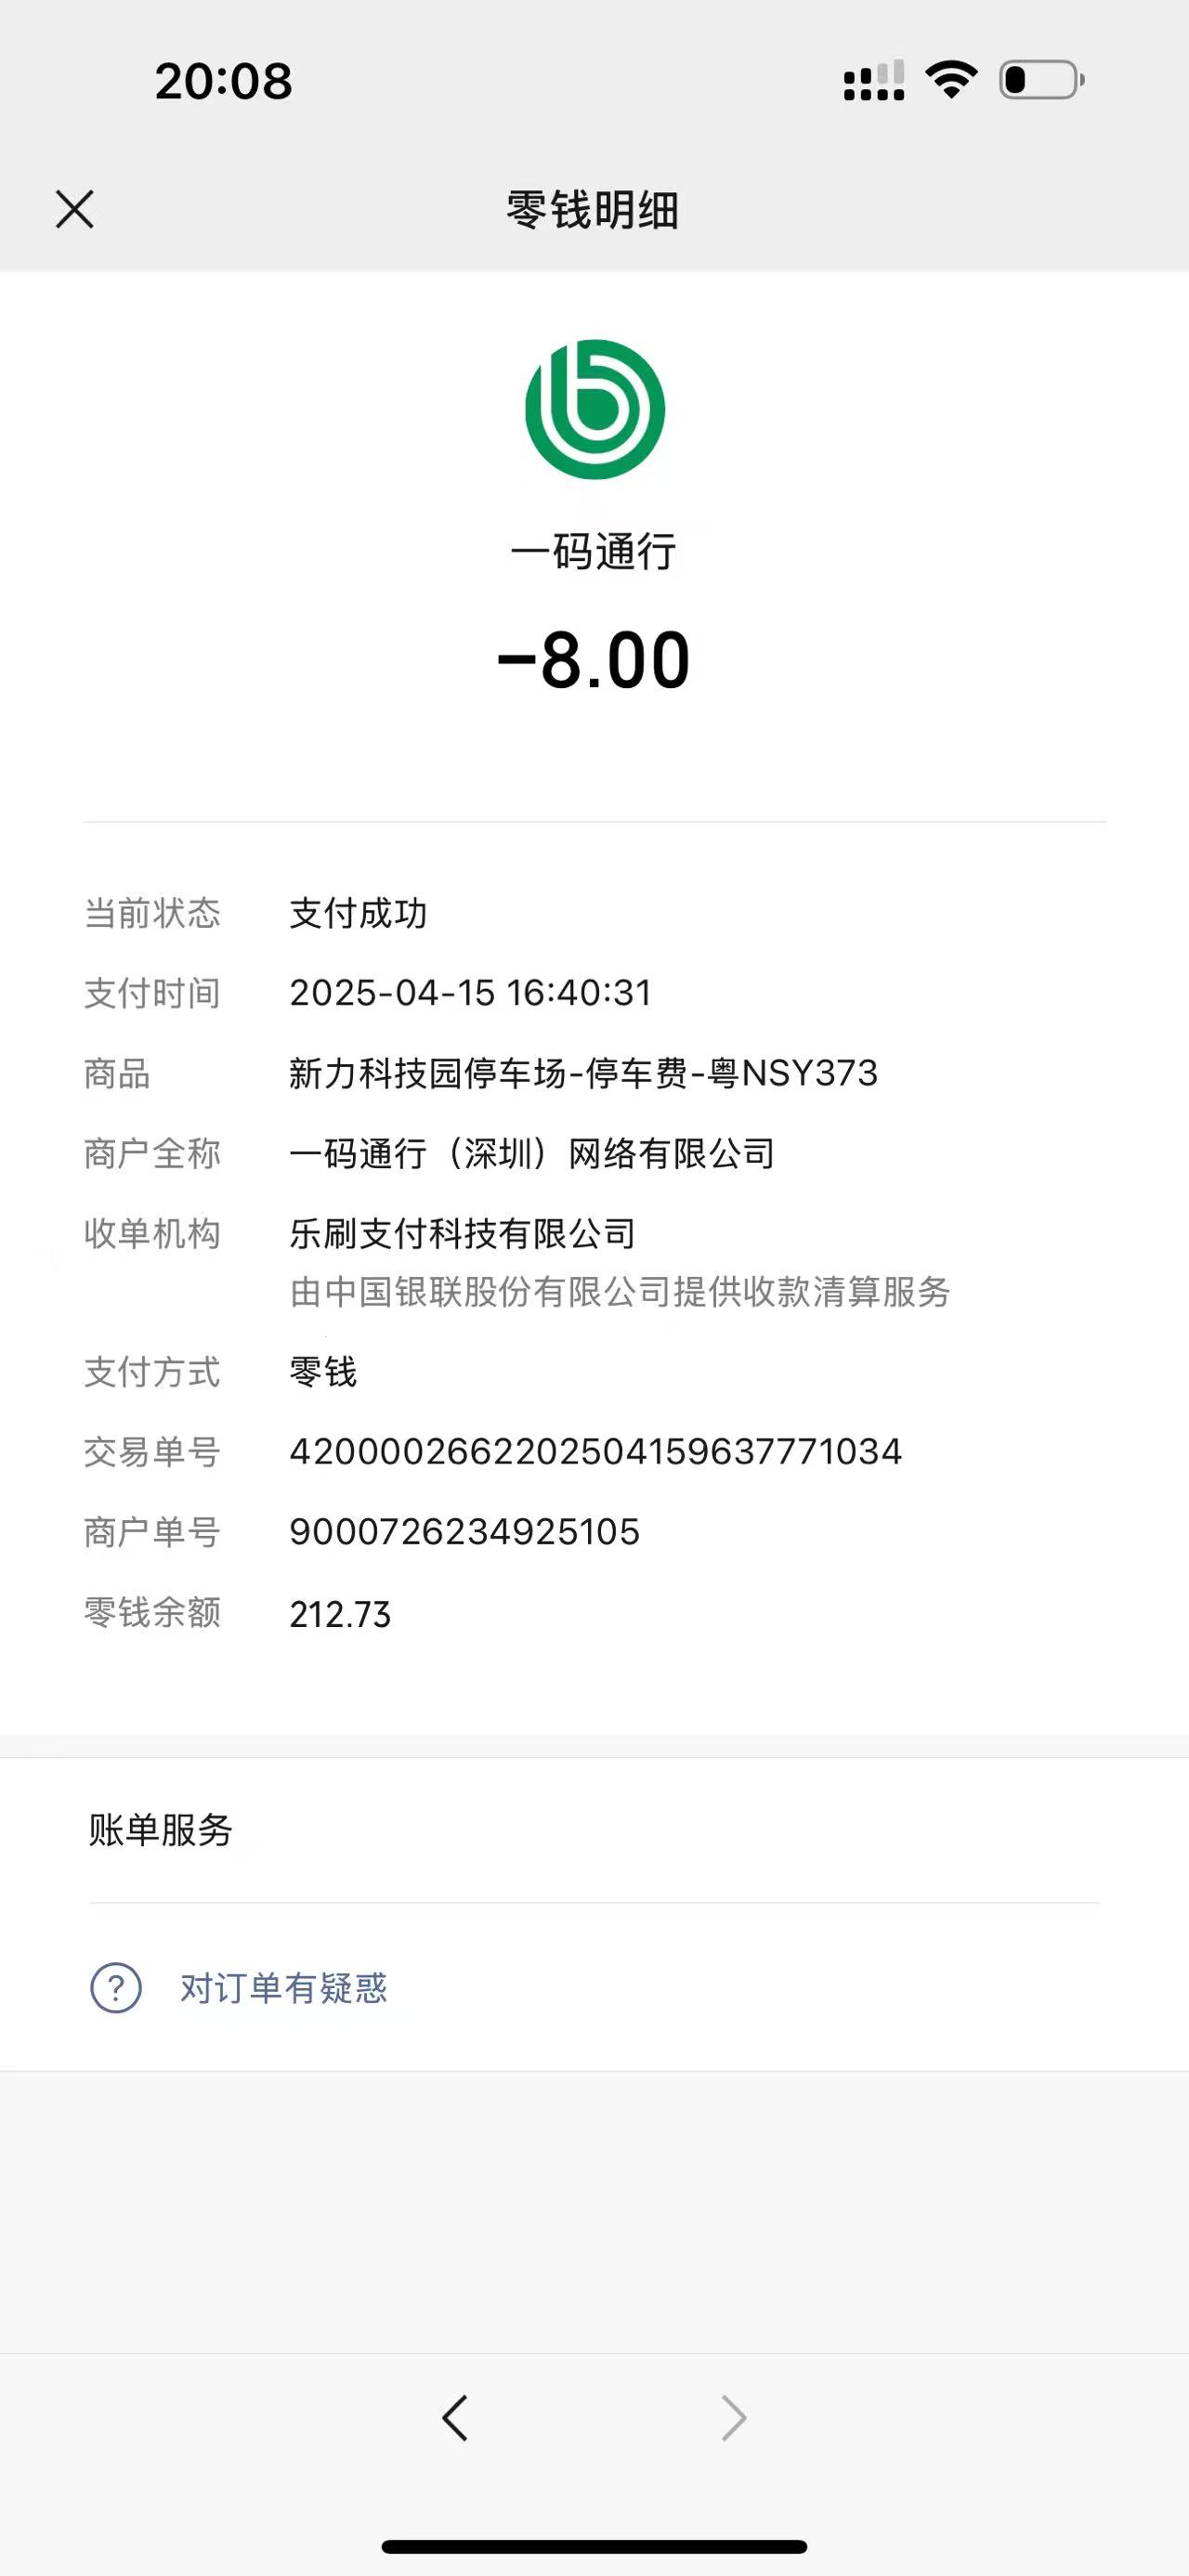 20:08
零钱明细
一码通行
-8.00
当前状态 支付成功
支付时间 2025-04-15 16:40:31
商品 新力科技园停车场-停车费-粤NSY373
商户全称 一码通行（深圳）网络有限公司
收单机构 乐刷支付科技有限公司
由中国银联股份有限公司提供收款清算服务
支付方式 零钱
交易单号 4200002662202504159637771034
商户单号 9000726234925105
零钱余额 212.73
账单服务
? 对订单有疑惑